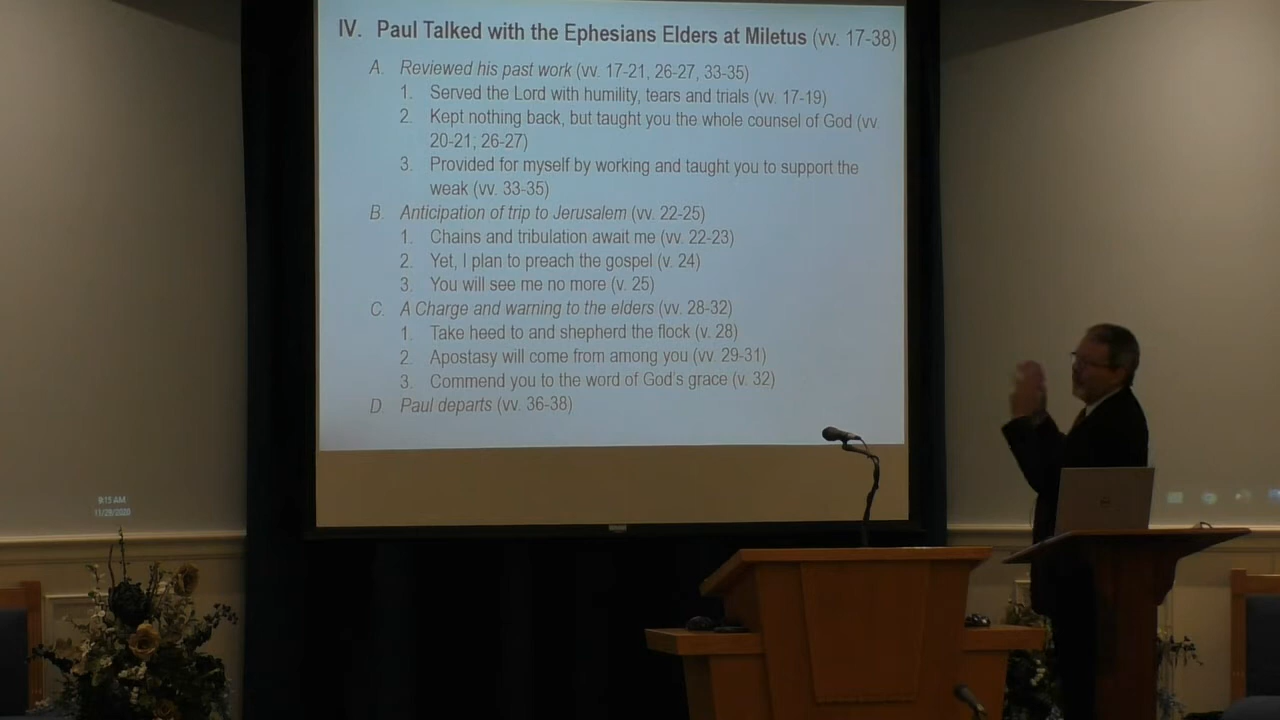 IV. Paul Talked with the Ephesians Elders at Miletus (vv. 17-38)
A. Reviewed his past work (vv. 17-21, 26-27, 33-35)
1. Served the Lord with humility, tears and trials (vv. 17-19)
2. Kept nothing back, but taught you the whole counsel of God (vv.
20-21; 26-27)
3. Provided for myself by working and taught you to support the
weak (vv. 33-35)
B. Anticipation of trip to Jerusalem (vv. 22-25)
1. Chains and tribulation await me (vv. 22-23)
2. Yet, I plan to preach the gospel (v. 24)
3. You will see me no more (v. 25)
C. A Charge and warning to the elders (vv. 28-32)
1. Take heed to and shepherd the flock (v. 28)
2. Apostasy will come from among you (vv. 29-31)
3. Commend you to the word of God's grace (v. 32)
D. Paul departs (vv. 36-38)
9:15 AM
11/29/2020